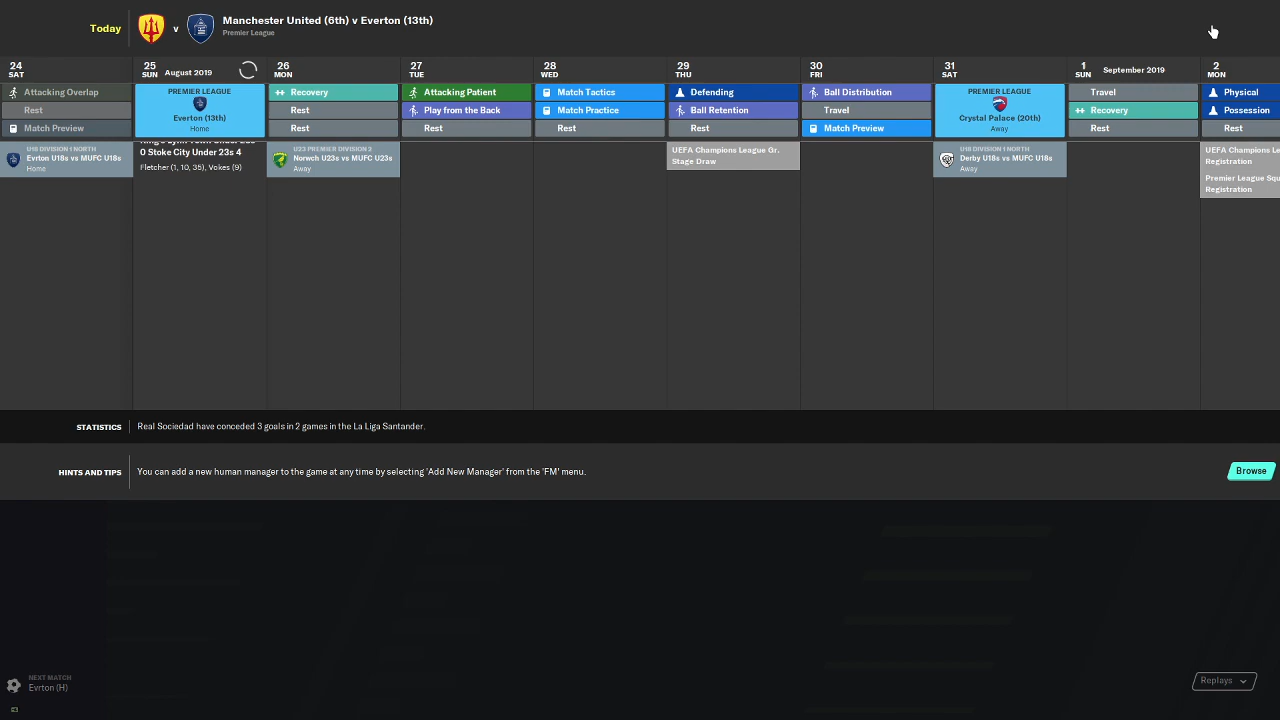 Today
Manchester United (6th) v Everton (13th)
v
Premier League
24
SAT
25
SUN August 2019
26
MON
27
TUE
28
WED
29
THU
30
FRI
31
SAT
1
SUN September 2019
2
MON
Attacking Overlap
Rest
Match Preview
PREMIER LEAGUE
Everton (13th)
Home
Recovery
Rest
Rest
Attacking Patient
Play from the Back
Rest
Match Tactics
Match Practice
Rest
Defending
Ball Retention
Rest
Ball Distribution
Travel
Match Preview
PREMIER LEAGUE
Crystal Palace (20th)
Away
Travel
Recovery
Rest
Physical
Possession
Rest
U18 DIVISION 1 NORTH
Evrton U18s vs MUFC U18s
Home
0 Stoke City Under 23s 4
Fletcher (1, 10, 35), Vokes (9)
U23 PREMIER DIVISION 2
Norwch U23s vs MUFC U23s
Away
UEFA Champions League Gr.
Stage Draw
U18 DIVISION 1 NORTH
Derby U18s vs MUFC U18s
Away
UEFA Champions Le
Registration
Premier League Squ
Registration
STATISTICS
Real Sociedad have conceded 3 goals in 2 games in the La Liga Santander.
HINTS AND TIPS
You can add a new human manager to the game at any time by selecting 'Add New Manager' from the 'FM' menu.
Browse
NEXT MATCH
Evrton (H)
Replays